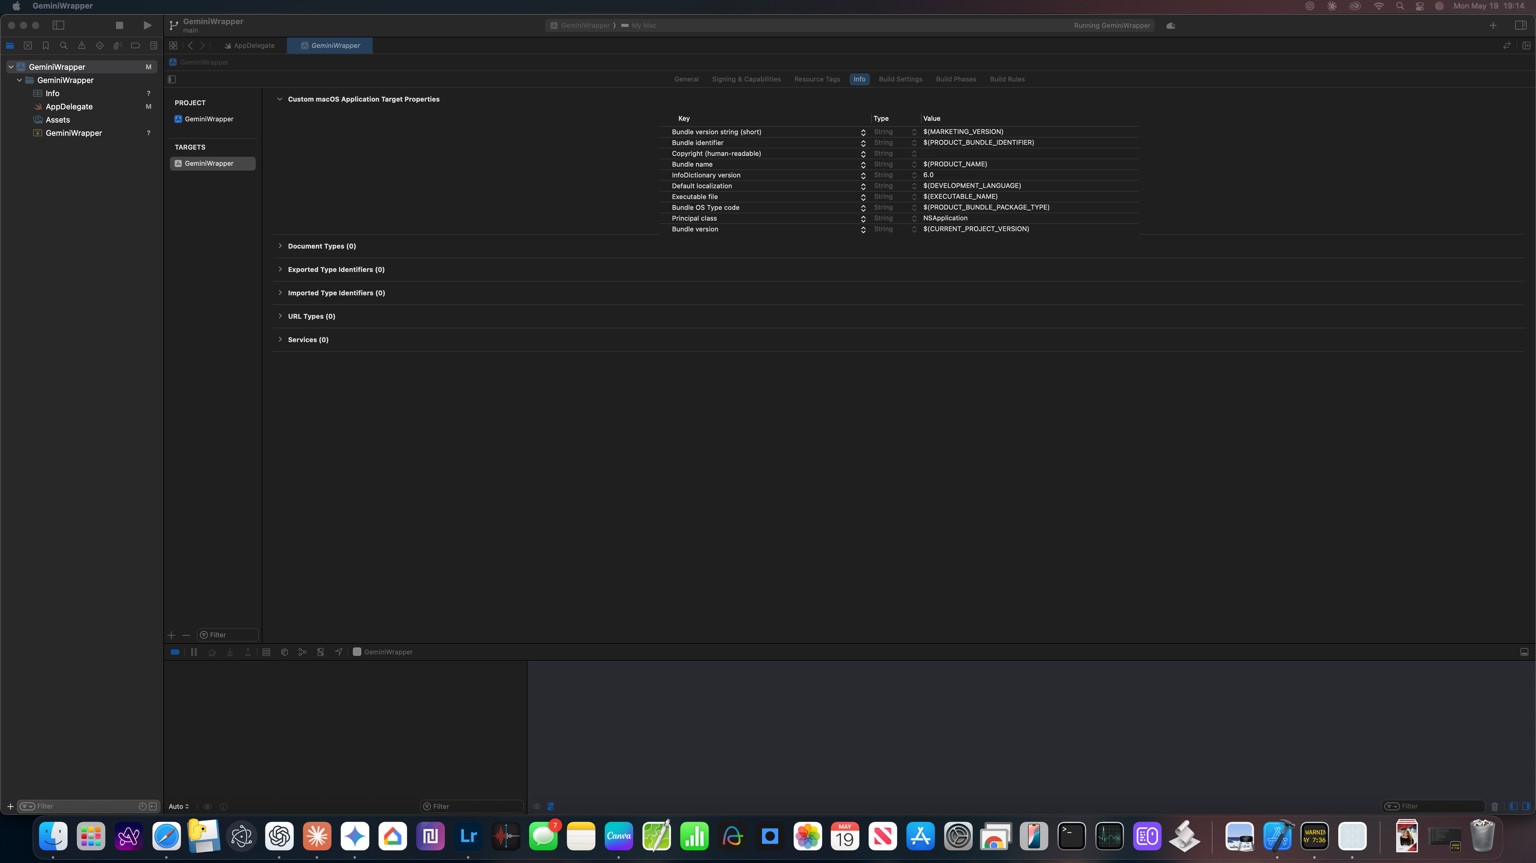 GeminiWrapper
Mon May 19 19:14
GeminiWrapper
main
GeminiWrapper
My Mac
Running GeminiWrapper
AppDelegate
GeminiWrapper
GeminiWrapper
GeminiWrapper M
GeminiWrapper
Info ?
AppDelegate M
Assets
GeminiWrapper ?
General
Signing & Capabilities
Resource Tags
Info
Build Settings
Build Phases
Build Rules
PROJECT
GeminiWrapper
TARGETS
GeminiWrapper
Custom macOS Application Target Properties
Key Type Value
Bundle version string (short) String $(MARKETING_VERSION)
Bundle identifier String $(PRODUCT_BUNDLE_IDENTIFIER)
Copyright (human-readable) String
Bundle name String $(PRODUCT_NAME)
InfoDictionary version String 6.0
Default localization String $(DEVELOPMENT_LANGUAGE)
Executable file String $(EXECUTABLE_NAME)
Bundle OS Type code String $(PRODUCT_BUNDLE_PACKAGE_TYPE)
Principal class String NSApplication
Bundle version String $(CURRENT_PROJECT_VERSION)
Document Types (0)
Exported Type Identifiers (0)
Imported Type Identifiers (0)
URL Types (0)
Services (0)
Filter
GeminiWrapper
Filter
Auto
Filter
Filter
Lr
7
Canva
MAY
19
WARNIN
Y 7:36